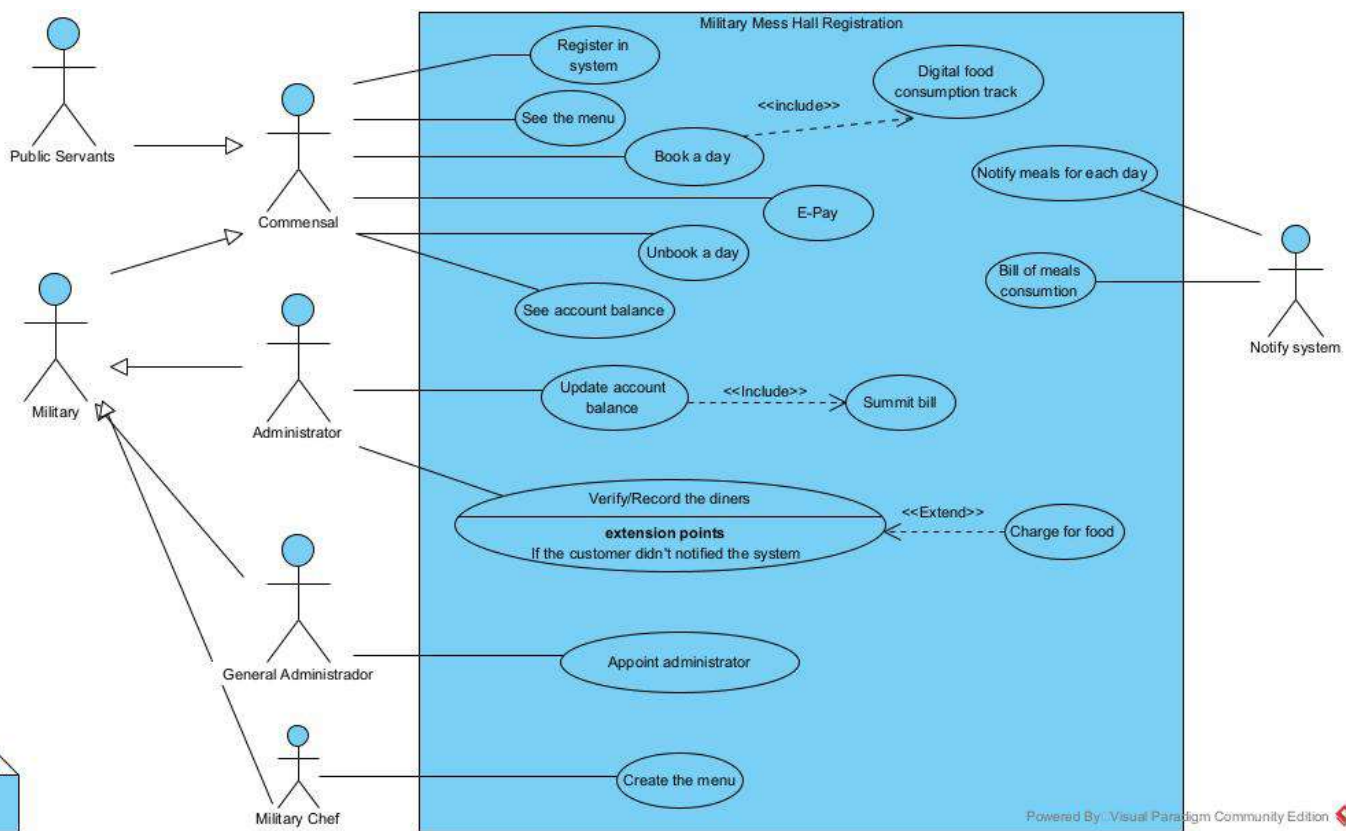 Military Mess Hall Registration
Register in
system
Digital food
consumption track
<<include>>
See the menu
Book a day
Public Servants
Notify meals for each day
E-Pay
Commensal
Unbook a day
Bill of meals
consumtion
See account balance
Notify system
Update account
balance
<<Include>>
Summit bill
Military
Administrator
Verify/Record the diners
<<Extend>>
extension points
If the customer didn't notified the system
Charge for food
Appoint administrator
General Administrador
Create the menu
Military Chef
Powered By: Visual Paradigm Community Edition